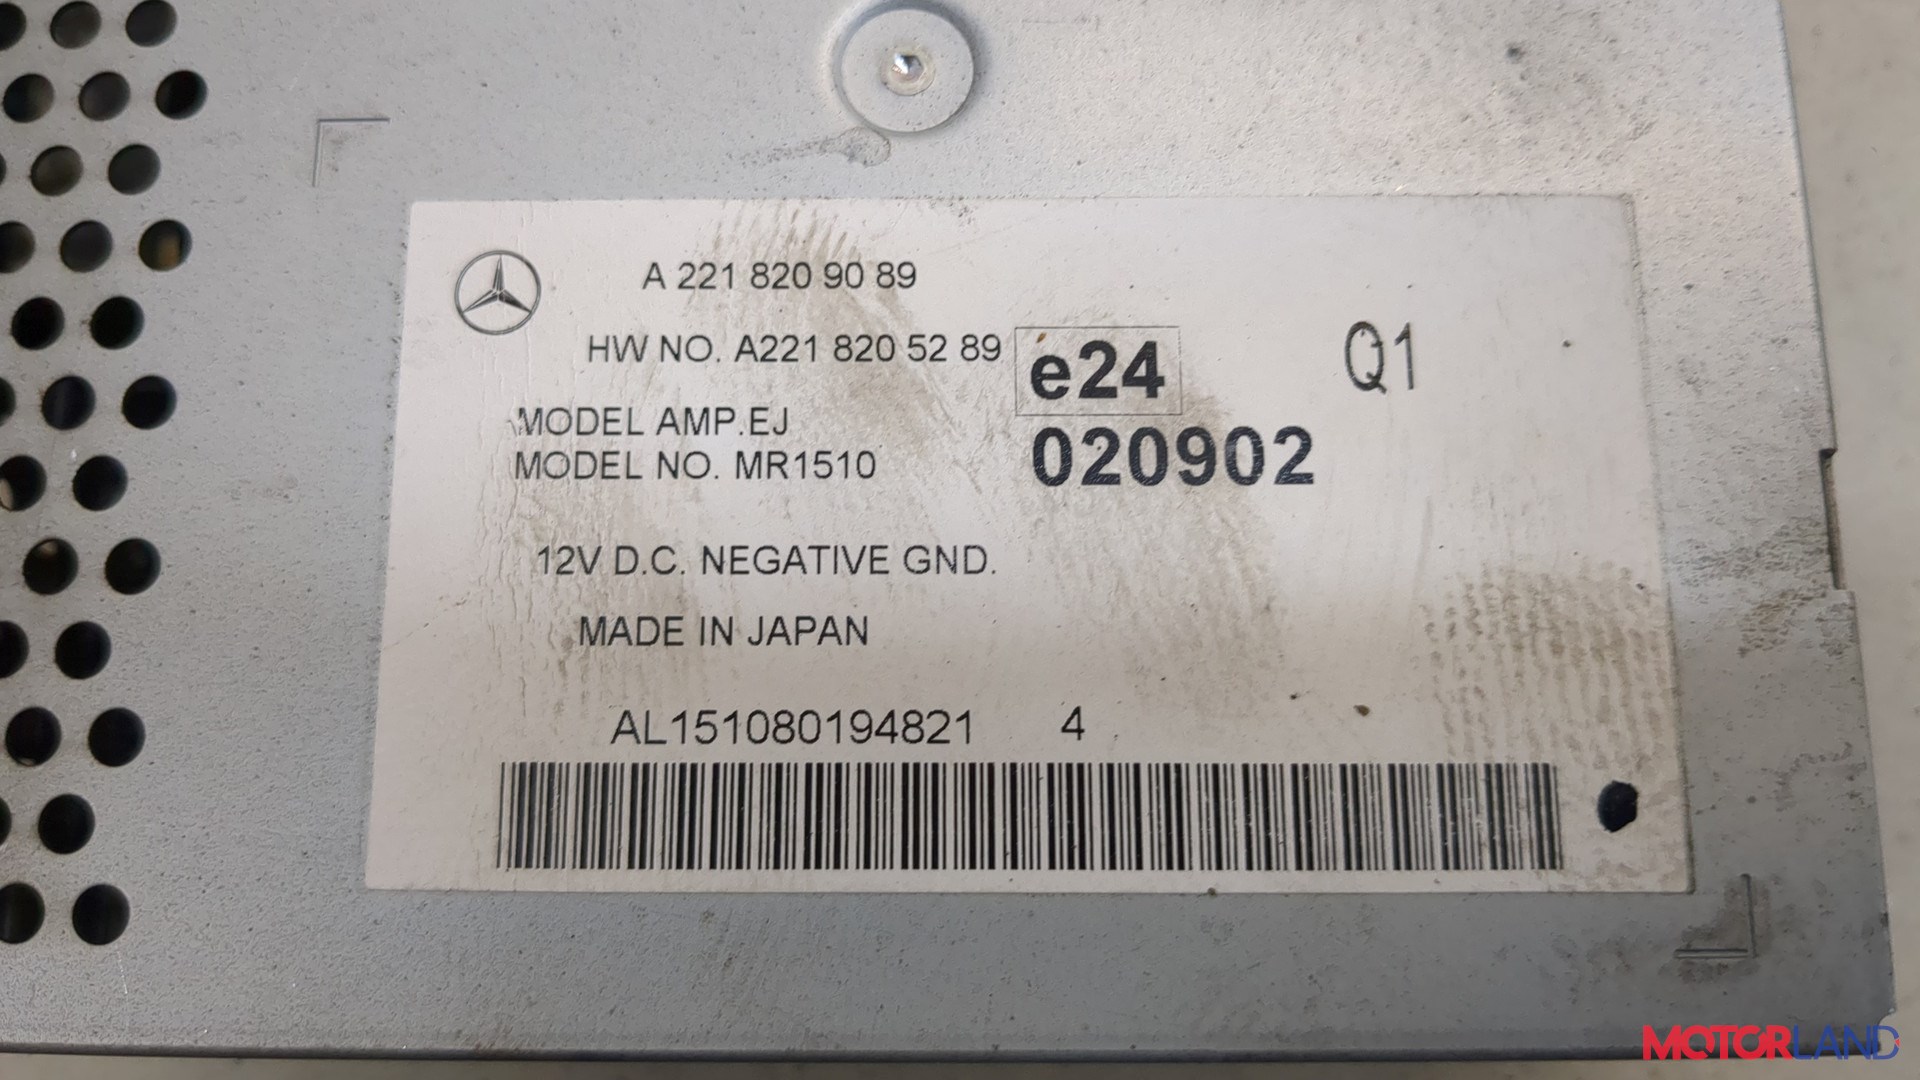 A 221 820 90 89
HW NO. A221 820 52 89
e24
Q1
MODEL AMP.EJ
MODEL NO. MR1510
020902
12V D.C. NEGATIVE GND.
MADE IN JAPAN
AL151080194821 4
MOTORLAND